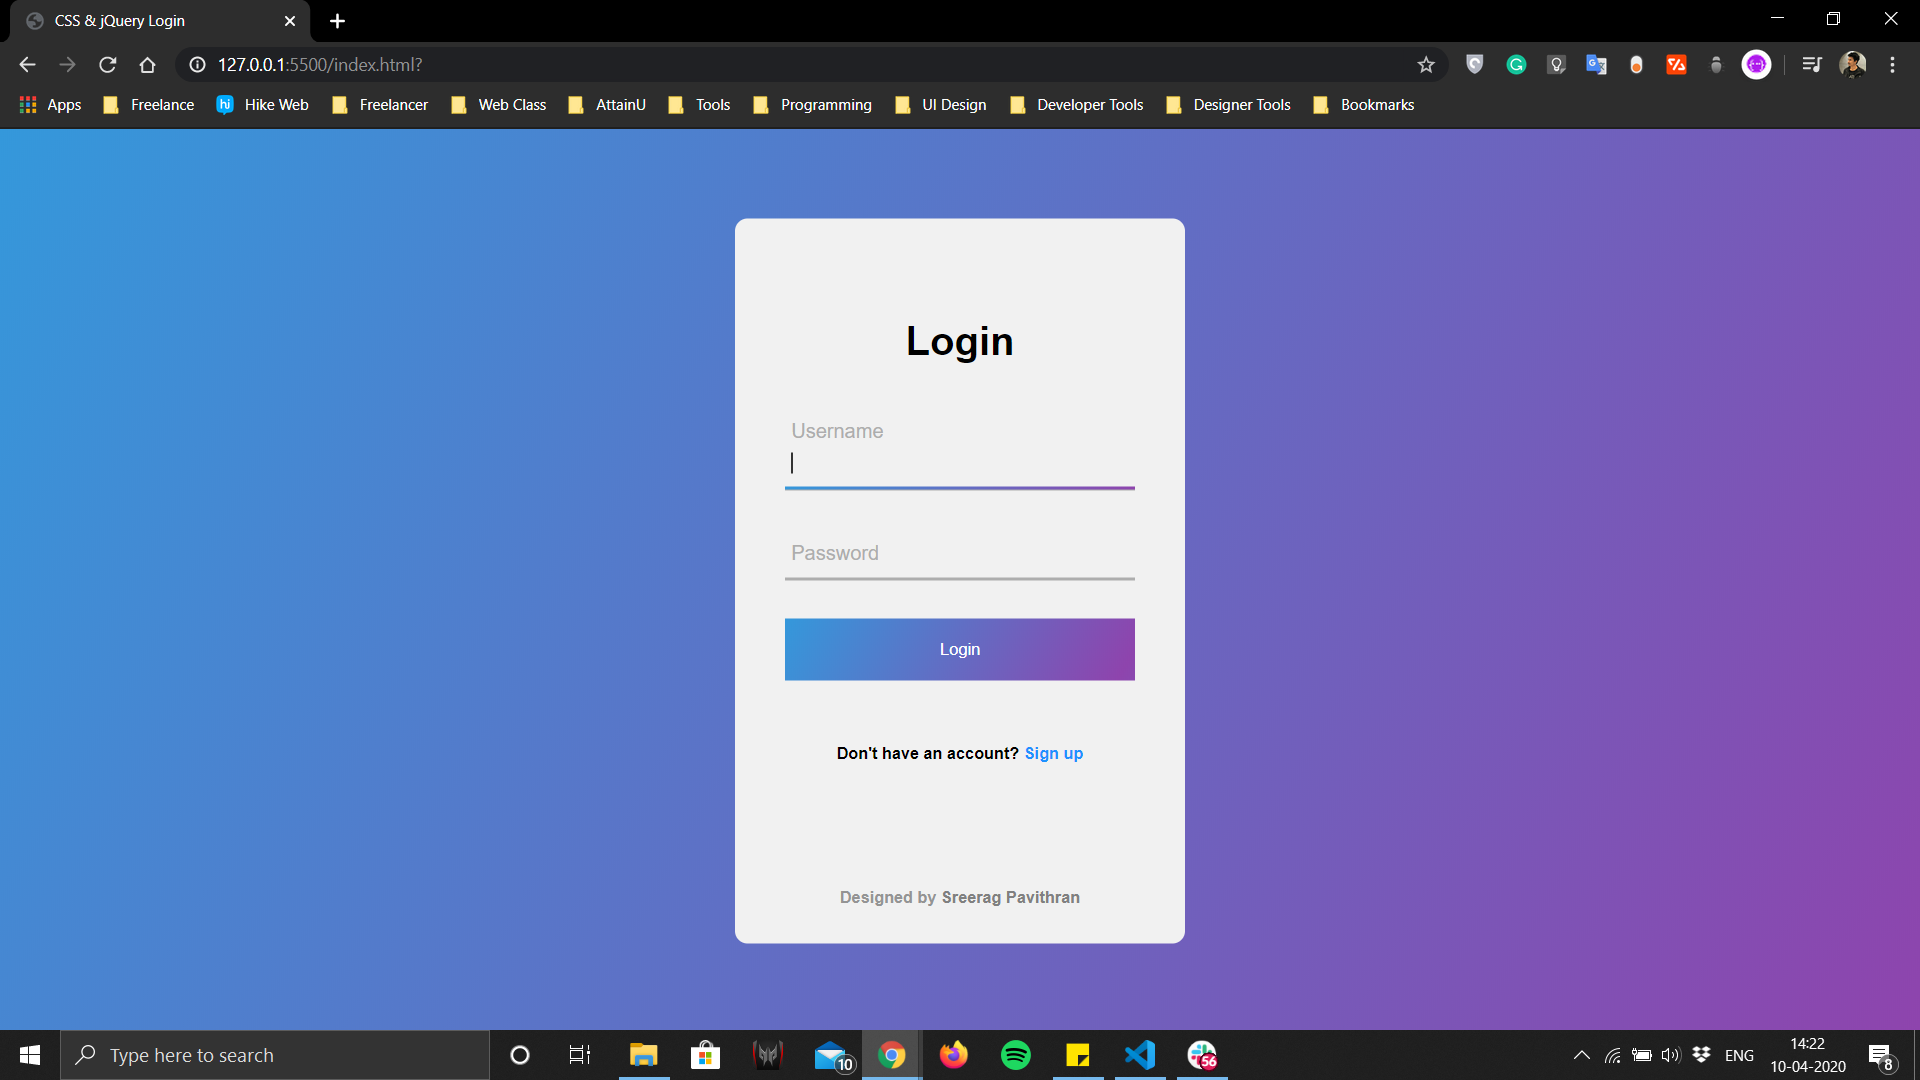 CSS & jQuery Login
127.0.0.1:5500/index.html?
Apps Freelance hi Hike Web Freelancer Web Class AttainU Tools Programming UI Design Developer Tools Designer Tools Bookmarks
Login
Username
Password
Login
Don't have an account? Sign up
Designed by Sreerag Pavithran
Type here to search
10
56
ENG
14:22
10-04-2020
8